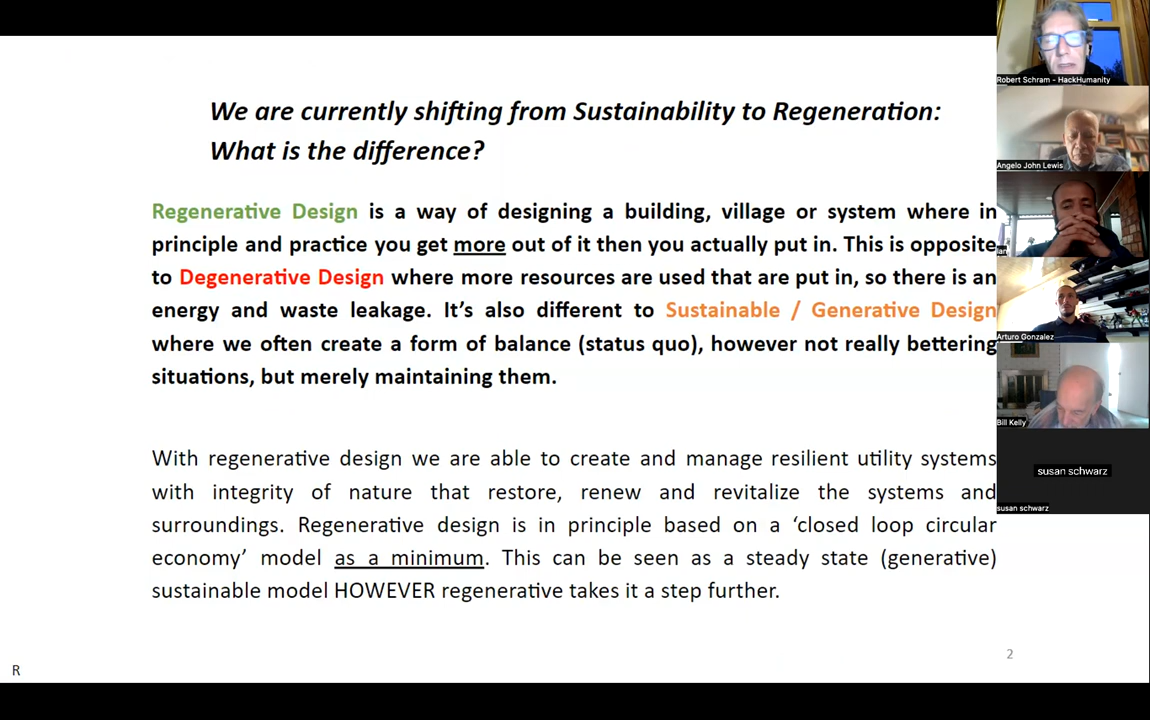 We are currently shifting from Sustainability to Regeneration:
What is the difference?
Regenerative Design is a way of designing a building, village or system where in
principle and practice you get more out of it then you actually put in. This is opposite
to Degenerative Design where more resources are used that are put in, so there is an
energy and waste leakage. It's also different to Sustainable / Generative Design
where we often create a form of balance (status quo), however not really bettering
situations, but merely maintaining them.
With regenerative design we are able to create and manage resilient utility systems
with integrity of nature that restore, renew and revitalize the systems and
surroundings. Regenerative design is in principle based on a ‘closed loop circular
economy’ model as a minimum. This can be seen as a steady state (generative)
sustainable model HOWEVER regenerative takes it a step further.
2
R
Robert Schram - HackHumanity
Angelo John Lewis
Ian
Arturo Gonzalez
Bill Kelly
susan schwarz
susan schwarz